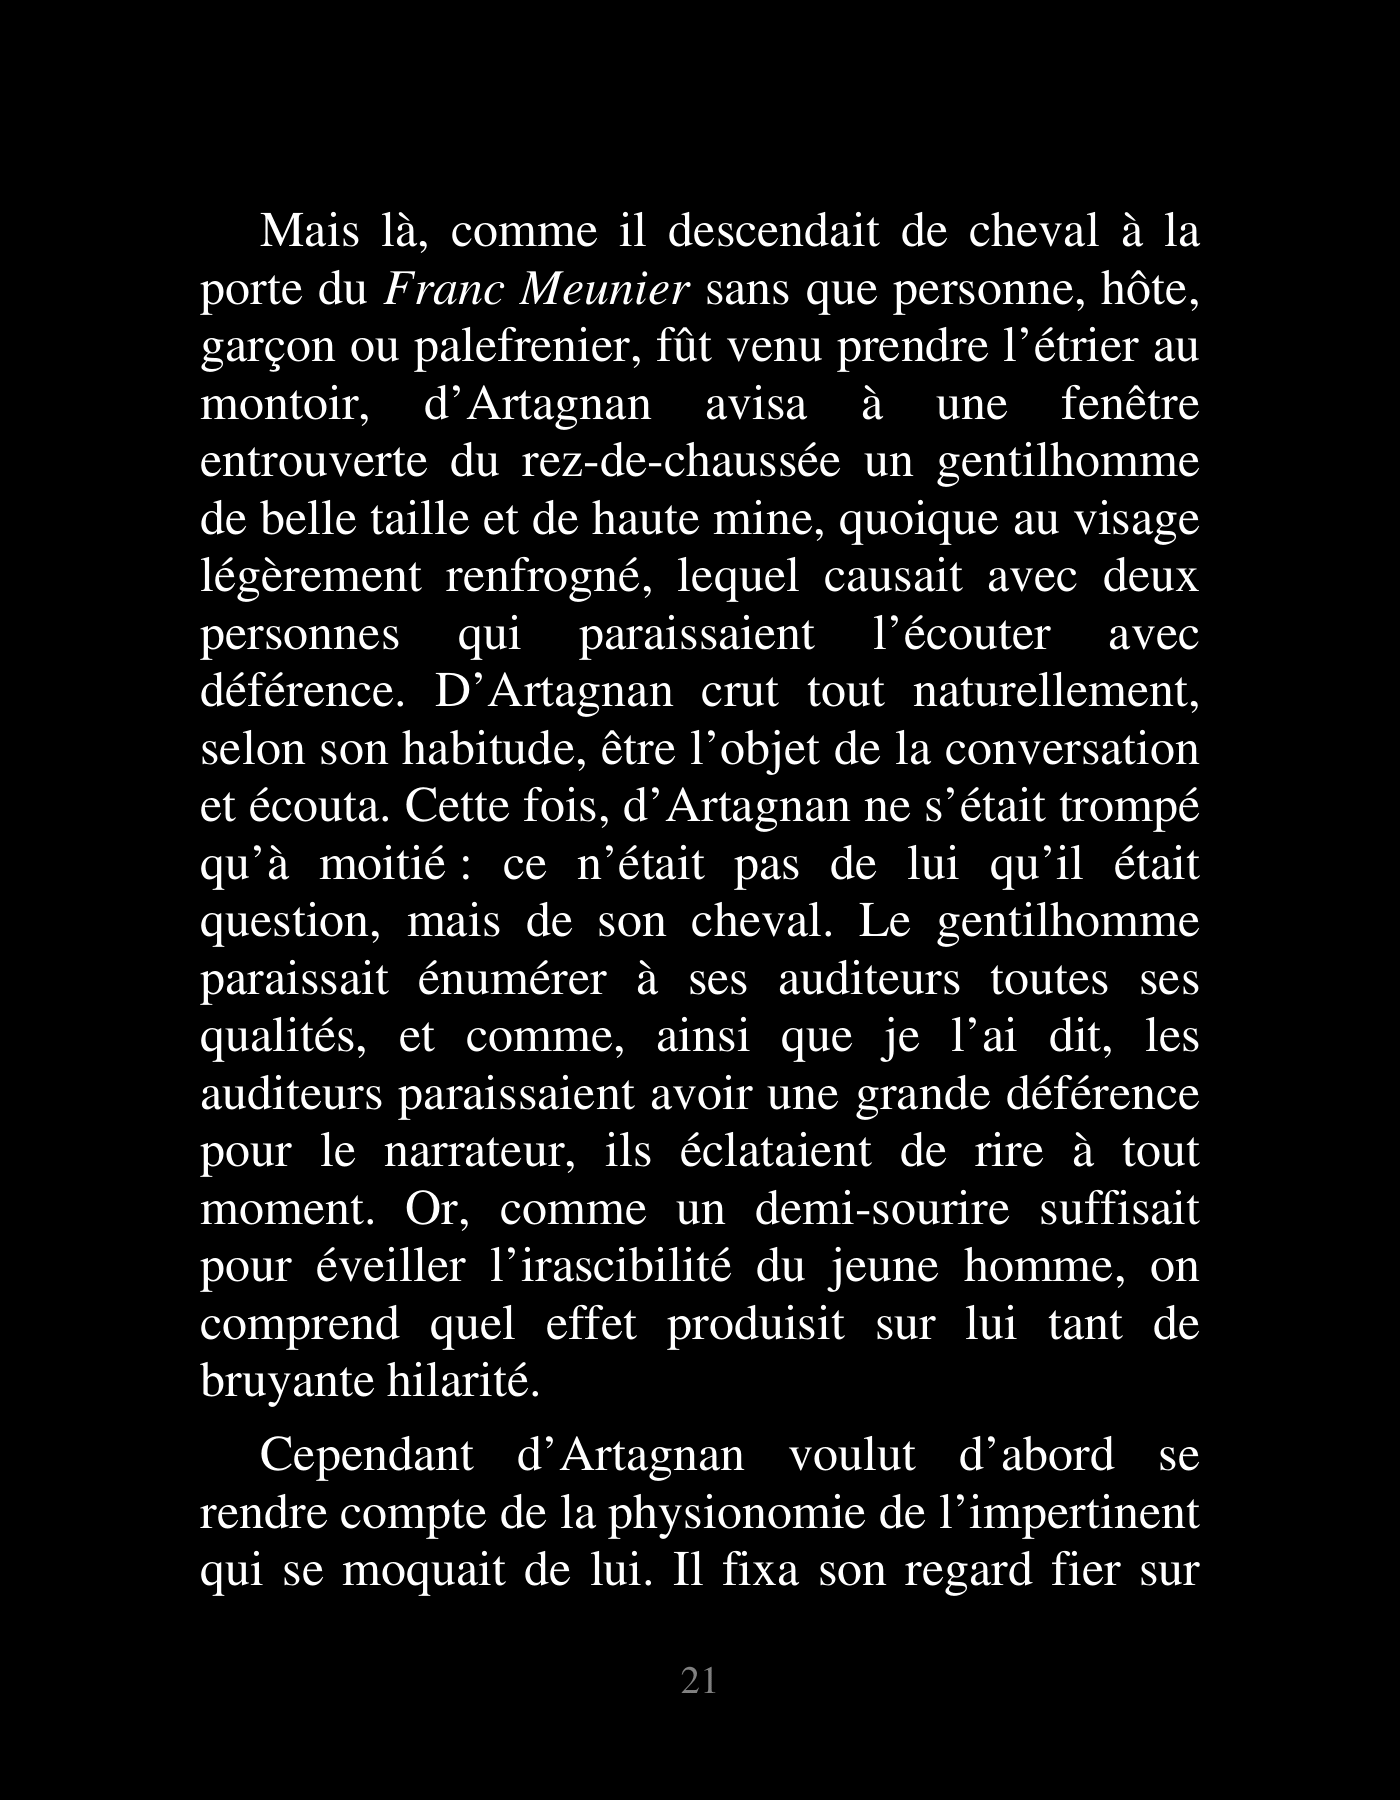 Mais là, comme il descendait de cheval à la
porte du Franc Meunier sans que personne, hôte,
garçon ou palefrenier, fût venu prendre l’étrier au
montoir, d’Artagnan avisa à une fenêtre
entrouverte du rez-de-chaussée un gentilhomme
de belle taille et de haute mine, quoique au visage
légèrement renfrogné, lequel causait avec deux
personnes qui paraissaient l’écouter avec
déférence. D’Artagnan crut tout naturellement,
selon son habitude, être l’objet de la conversation
et écouta. Cette fois, d’Artagnan ne s’était trompé
qu’à moitié : ce n’était pas de lui qu’il était
question, mais de son cheval. Le gentilhomme
paraissait énumérer à ses auditeurs toutes ses
qualités, et comme, ainsi que je l’ai dit, les
auditeurs paraissaient avoir une grande déférence
pour le narrateur, ils éclataient de rire à tout
moment. Or, comme un demi-sourire suffisait
pour éveiller l’irascibilité du jeune homme, on
comprend quel effet produisit sur lui tant de
bruyante hilarité.
Cependant d’Artagnan voulut d’abord se
rendre compte de la physionomie de l’impertinent
qui se moquait de lui. Il fixa son regard fier sur
21